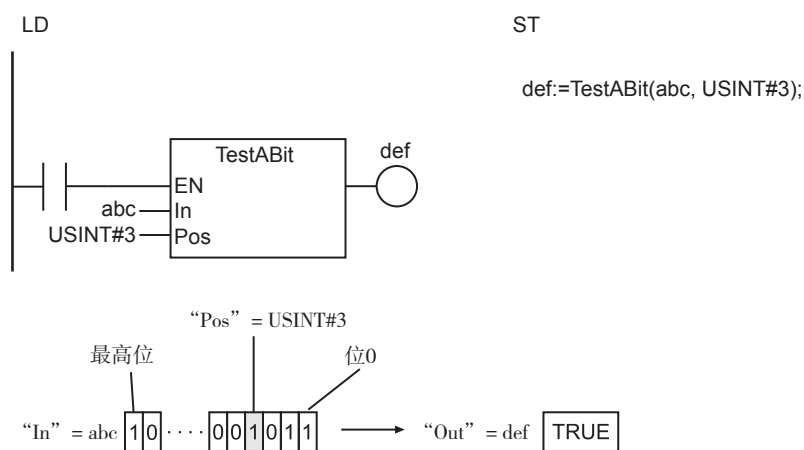 LD
ST
def:=TestABit(abc, USINT#3);
TestABit
def
EN
abc
In
USINT#3
Pos
“Pos” = USINT#3
最高位
位0
“In” = abc 1 0 ···· 0 0 1 0 1 1
“Out” = def TRUE